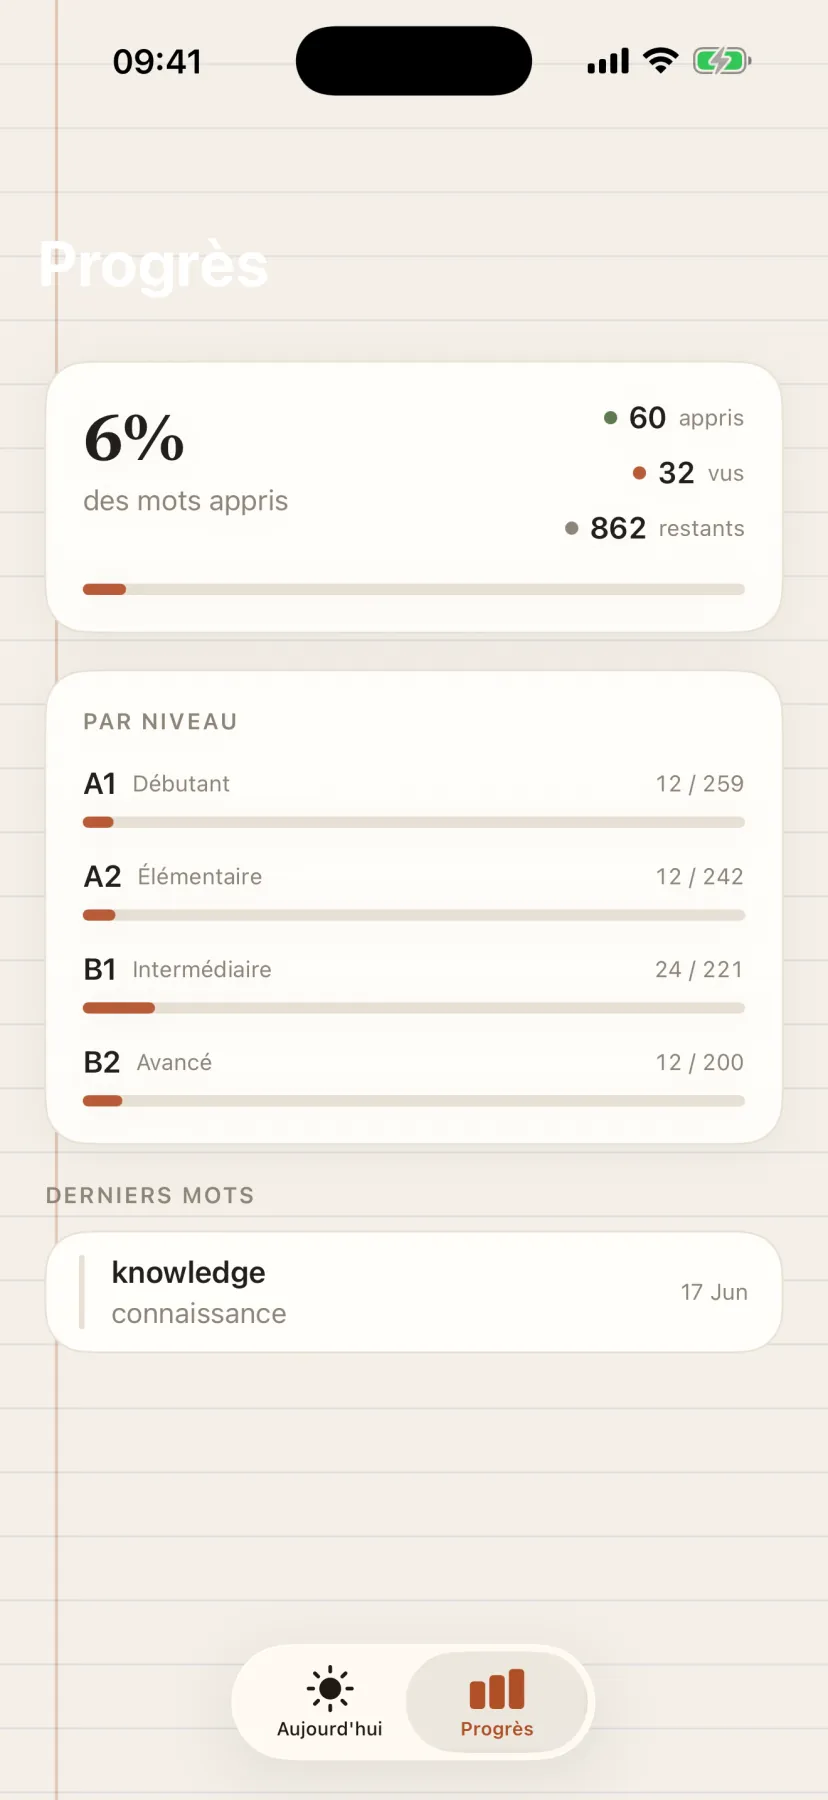 09:41
Progrès
6%
des mots appris
60 appris
32 vus
862 restants
PAR NIVEAU
A1 Débutant 12 / 259
A2 Élémentaire 12 / 242
B1 Intermédiaire 24 / 221
B2 Avancé 12 / 200
DERNIERS MOTS
knowledge
connaissance
17 Jun
Aujourd'hui
Progrès